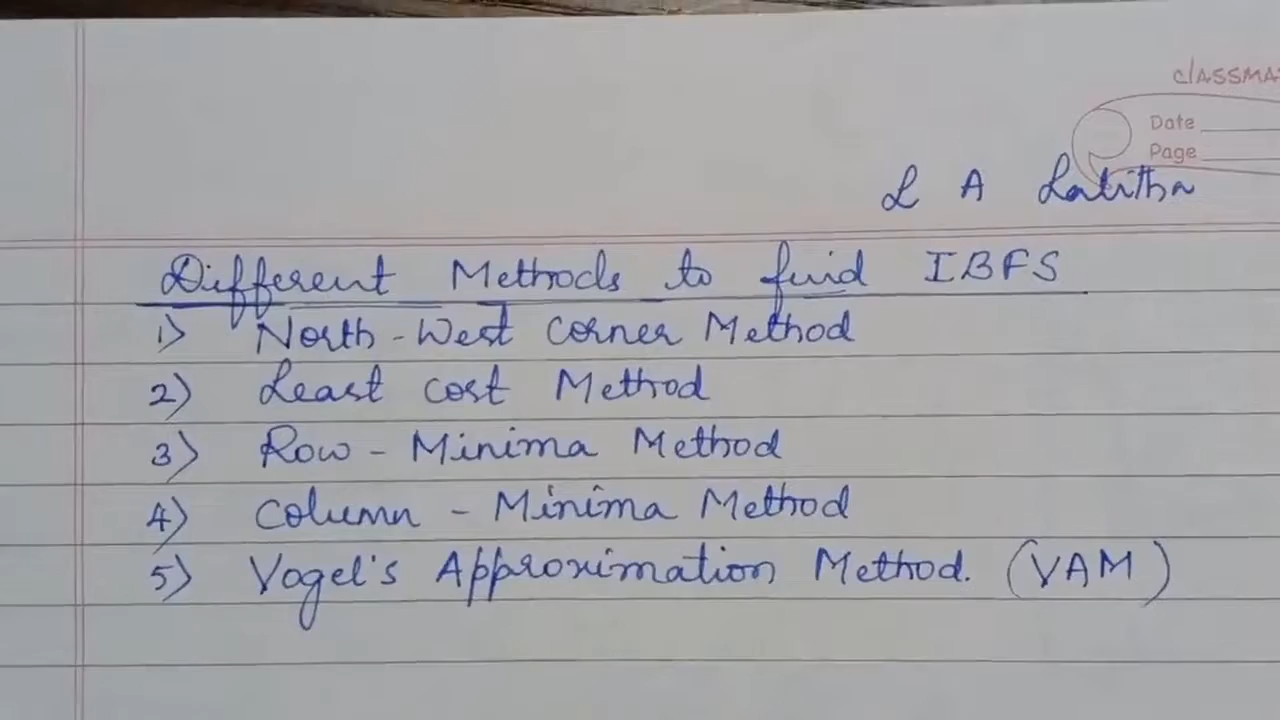 CLASSMA
Date
Page
L A Lalitha
Different Methods to find IBFS
1) North-West Corner Method
2) Least cost Method
3) Row - Minima Method
4) Column - Minima Method
5) Vogel's Approximation Method. (VAM)